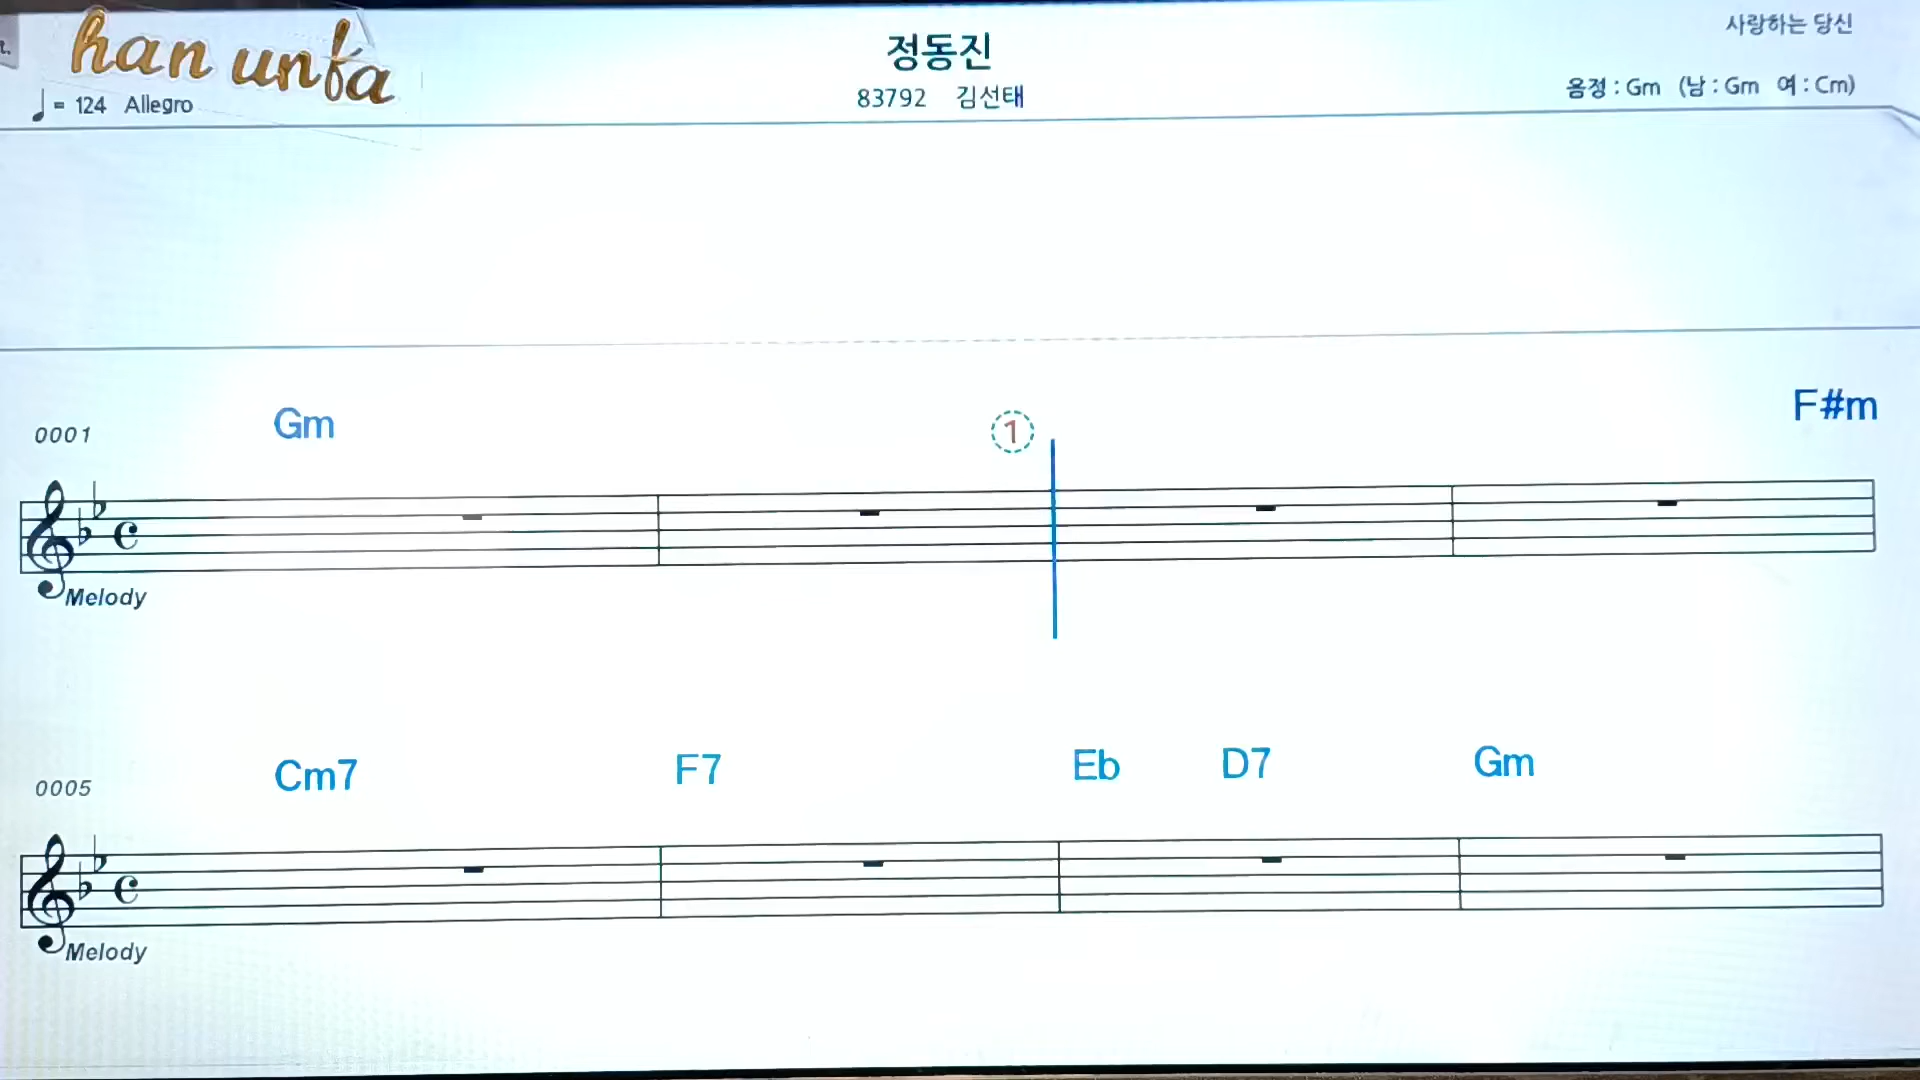 han unfa
♩ = 124 Allegro
정동진
83792 김선태
사랑하는 당신
음정 : Gm (남 : Gm 여 : Cm)
0001 Gm 1 F#m
Melody
0005 Cm7 F7 Eb D7 Gm
Melody